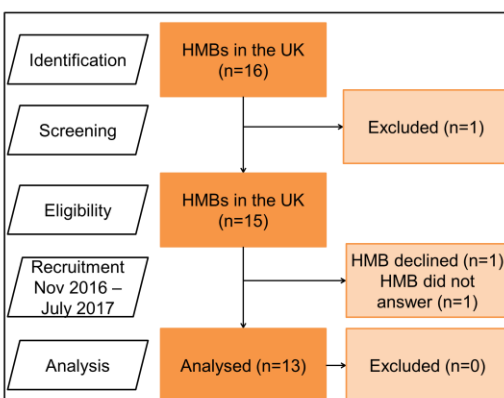 Identification
HMBs in the UK
(n=16)
Screening
Excluded (n=1)
Eligibility
HMBs in the UK
(n=15)
Recruitment
Nov 2016 –
July 2017
HMB declined (n=1)
HMB did not
answer (n=1)
Analysis
Analysed (n=13)
Excluded (n=0)